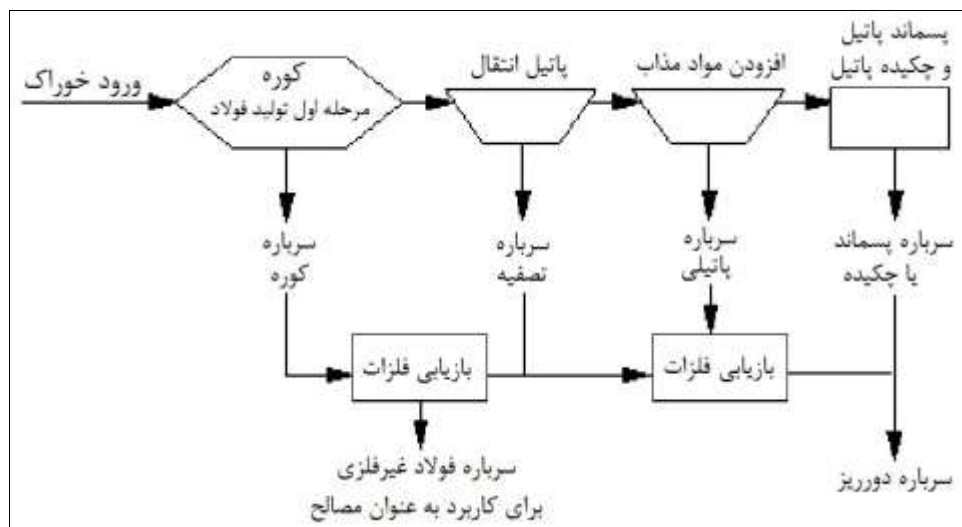 ورود خوراک
کوره
مرحله اول تولید فولاد
پاتیل انتقال
افزودن مواد مذاب
پسماند پاتیل
و چکیده پاتیل
سرباره
کوره
سرباره
تصفیه
سرباره
پاتیلی
سرباره پسماند
یا چکیده
بازیابی فلزات
بازیابی فلزات
سرباره فولاد غیرفلزی
برای کاربرد به عنوان مصالح
سرباره دورریز